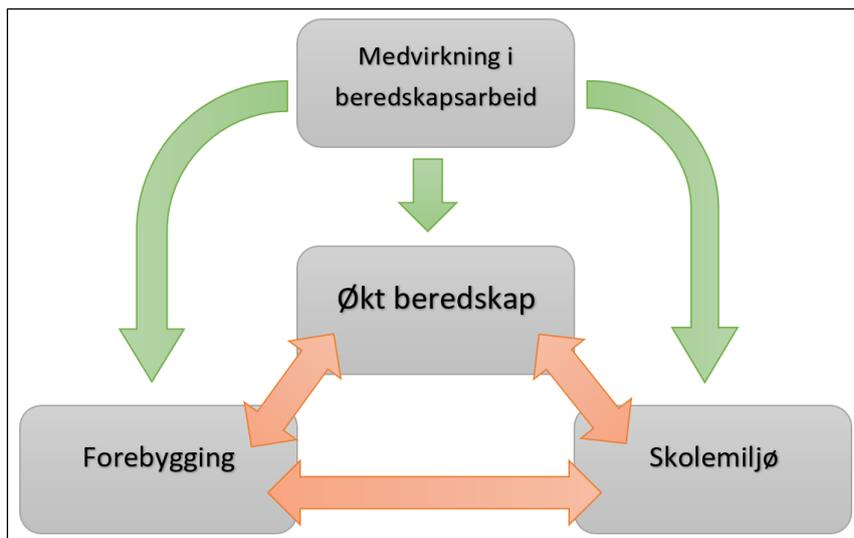 Medvirkning i
beredskapsarbeid
Økt beredskap
Forebygging
Skolemiljø